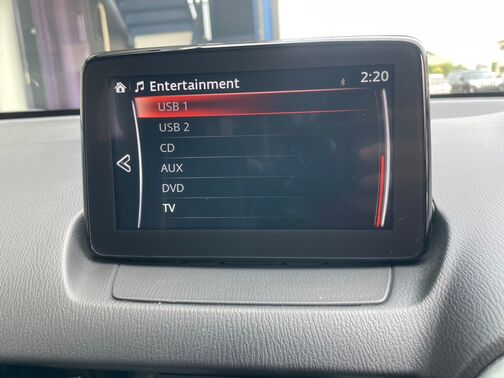 Entertainment 2:20
USB 1
USB 2
CD
AUX
DVD
TV